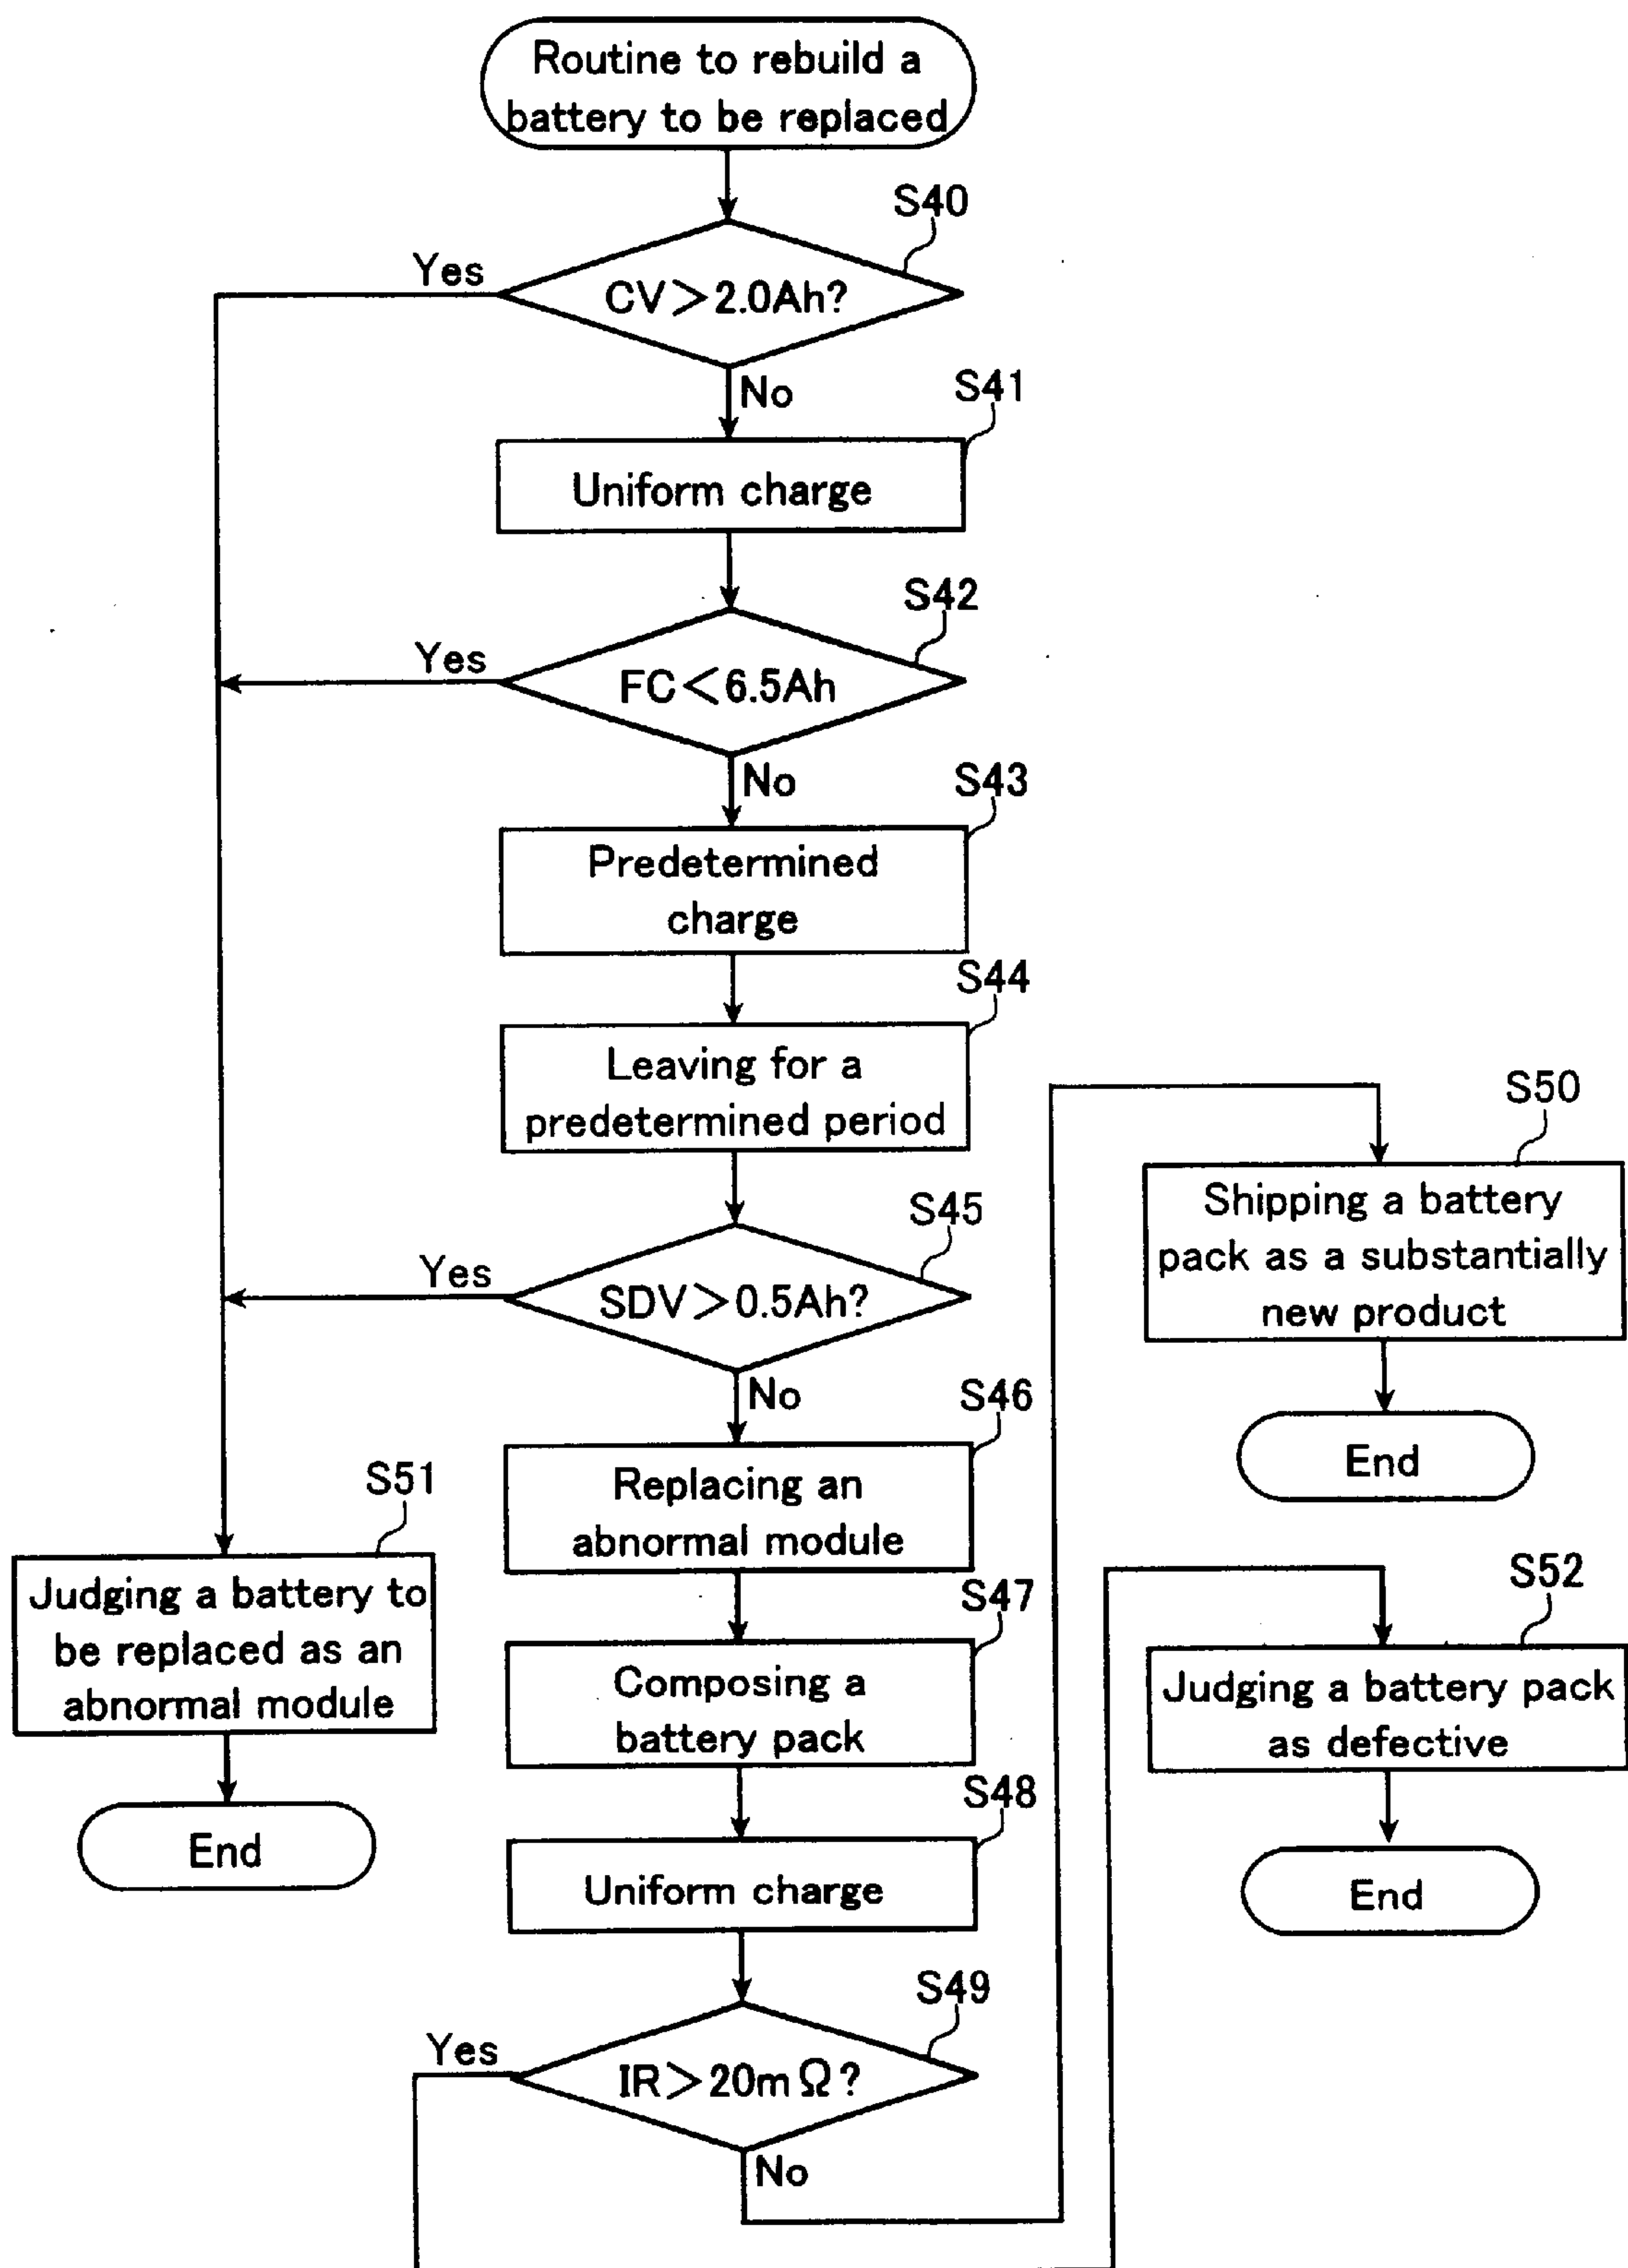 Routine to rebuild a
battery to be replaced
S40
Yes
CV>2.0Ah?
No
S41
Uniform charge
S42
Yes
FC<6.5Ah
No
S43
Predetermined
charge
S44
Leaving for a
predetermined period
S45
Yes
SDV>0.5Ah?
No
S46
Replacing an
abnormal module
S47
Composing a
battery pack
S48
Uniform charge
S49
Yes
IR>20mΩ?
No
S50
Shipping a battery
pack as a substantially
new product
End
S51
Judging a battery to
be replaced as an
abnormal module
End
S52
Judging a battery pack
as defective
End